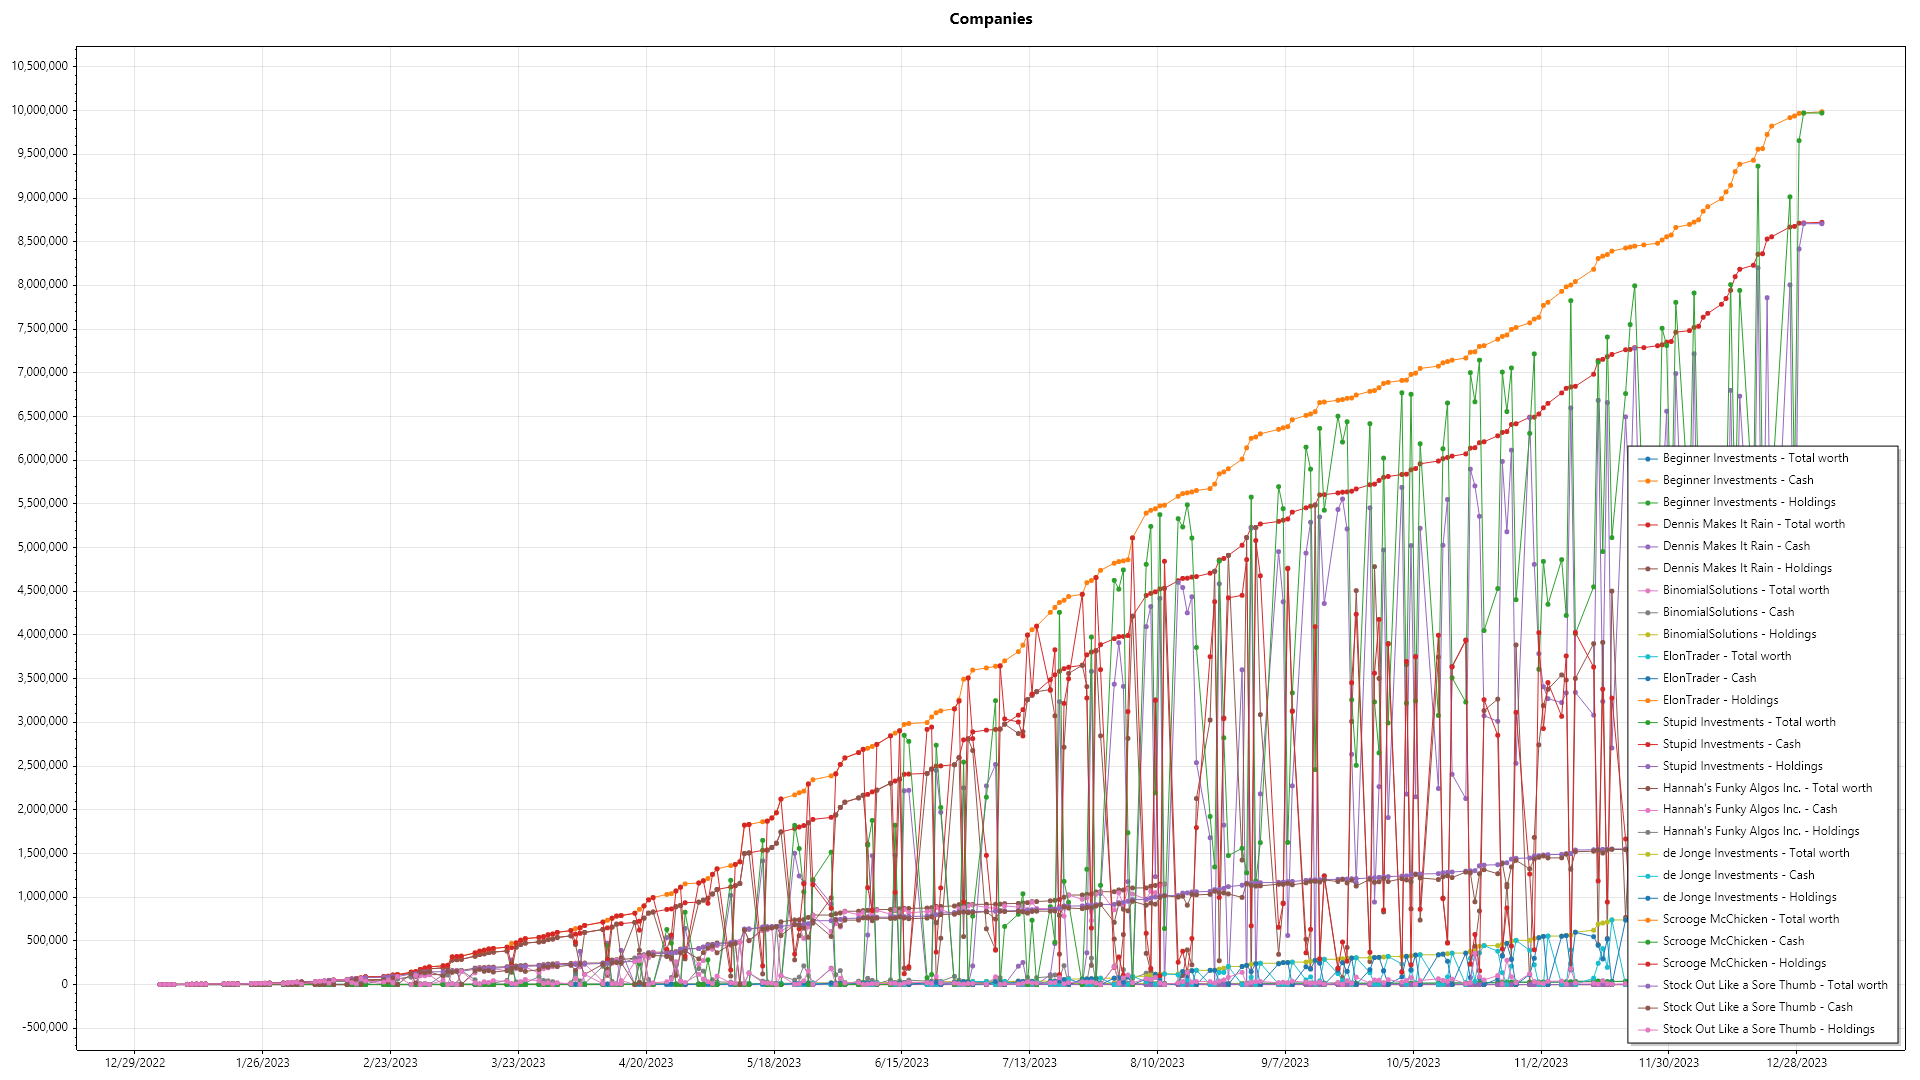 Companies
10,500,000
10,000,000
9,500,000
9,000,000
8,500,000
8,000,000
7,500,000
7,000,000
6,500,000
6,000,000
5,500,000
5,000,000
4,500,000
4,000,000
3,500,000
3,000,000
2,500,000
2,000,000
1,500,000
1,000,000
500,000
0
-500,000
Beginner Investments - Total worth
Beginner Investments - Cash
Beginner Investments - Holdings
Dennis Makes It Rain - Total worth
Dennis Makes It Rain - Cash
Dennis Makes It Rain - Holdings
BinomialSolutions - Total worth
BinomialSolutions - Cash
BinomialSolutions - Holdings
ElonTrader - Total worth
ElonTrader - Cash
ElonTrader - Holdings
Stupid Investments - Total worth
Stupid Investments - Cash
Stupid Investments - Holdings
Hannah's Funky Algos Inc. - Total worth
Hannah's Funky Algos Inc. - Cash
Hannah's Funky Algos Inc. - Holdings
de Jonge Investments - Total worth
de Jonge Investments - Cash
de Jonge Investments - Holdings
Scrooge McChicken - Total worth
Scrooge McChicken - Cash
Scrooge McChicken - Holdings
Stock Out Like a Sore Thumb - Total worth
Stock Out Like a Sore Thumb - Cash
Stock Out Like a Sore Thumb - Holdings
12/29/2022 1/26/2023 2/23/2023 3/23/2023 4/20/2023 5/18/2023 6/15/2023 7/13/2023 8/10/2023 9/7/2023 10/5/2023 11/2/2023 11/30/2023 12/28/2023